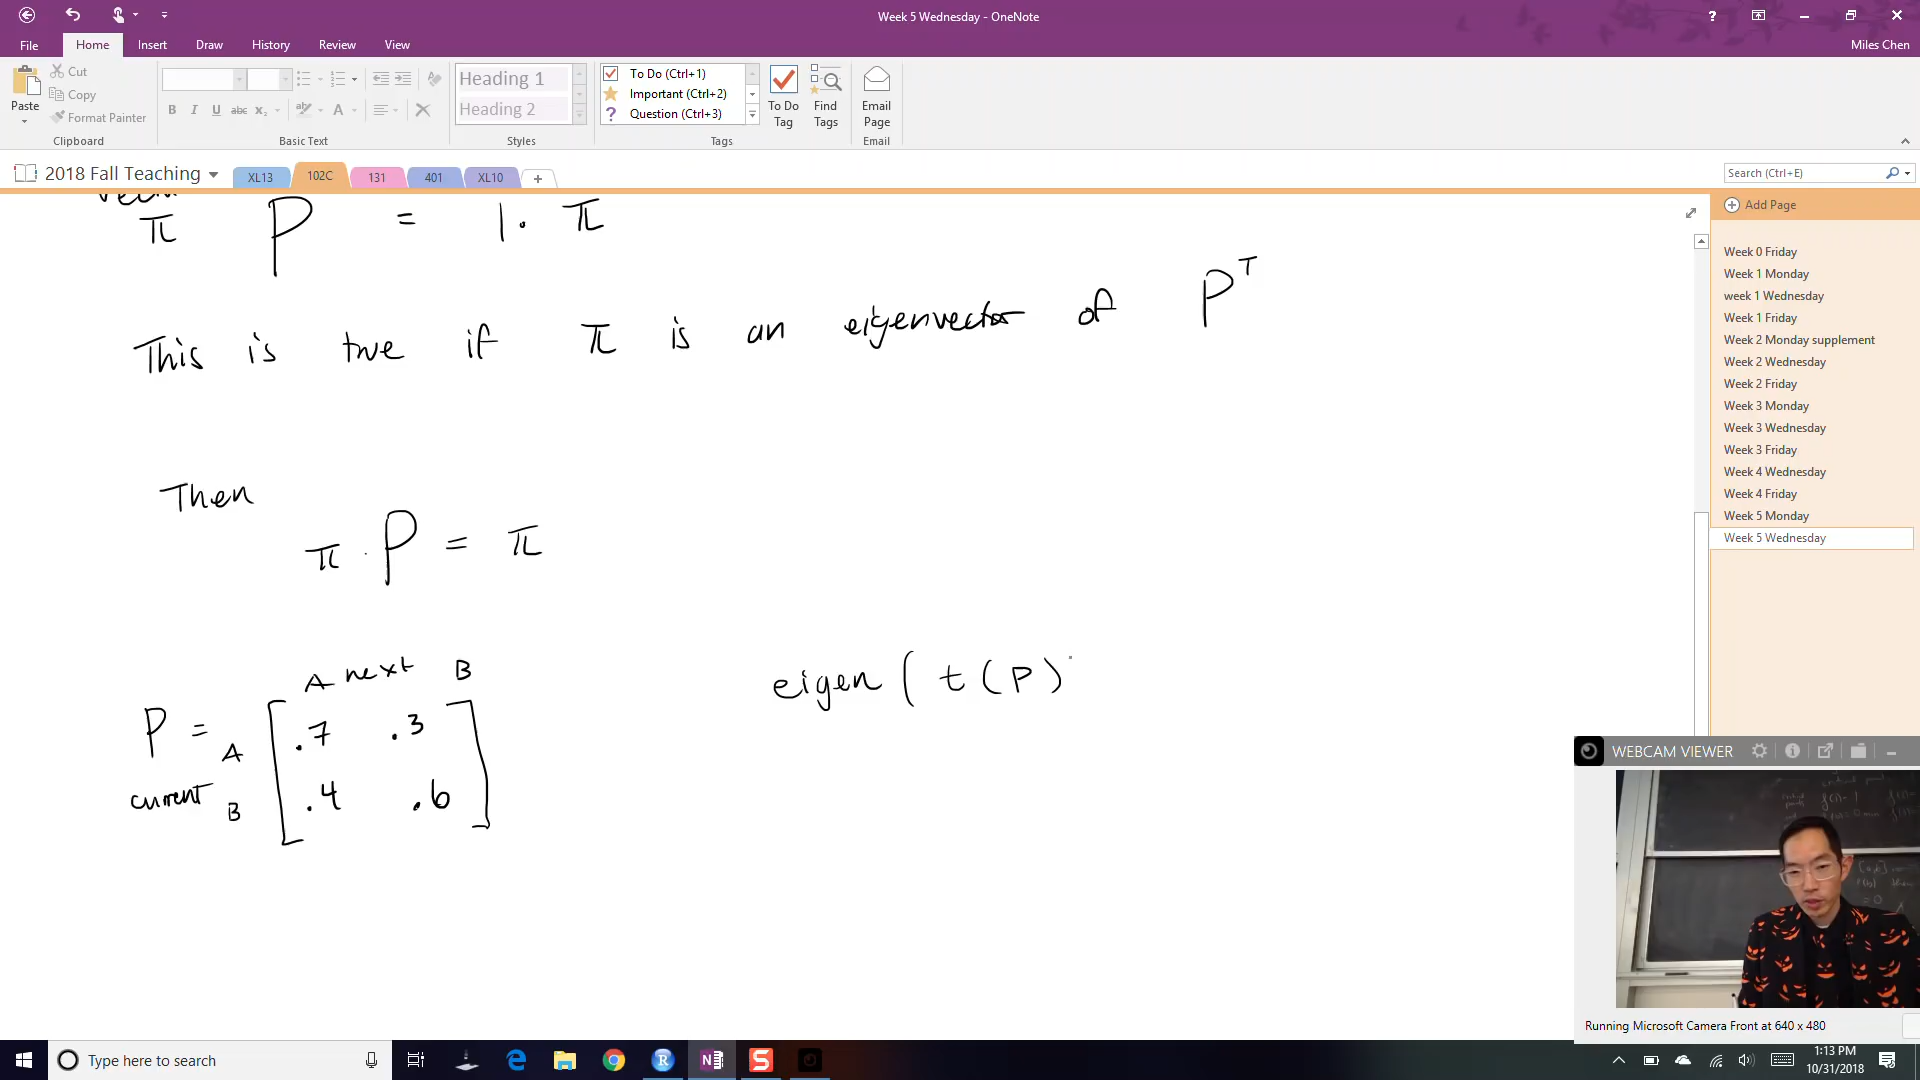 Week 5 Wednesday - OneNote
?
File
Home
Insert
Draw
History
Review
View
Miles Chen
Paste
Cut
Copy
Format Painter
Clipboard
B I U abc x₂ A
Basic Text
Heading 1
Heading 2
Styles
To Do (Ctrl+1)
Important (Ctrl+2)
? Question (Ctrl+3)
Tags
To Do Tag
Find Tags
Email Page
Email
2018 Fall Teaching
XL13
102C
131
401
XL10
+
Search (Ctrl+E)
Add Page
Week 0 Friday
Week 1 Monday
week 1 Wednesday
Week 1 Friday
Week 2 Monday supplement
Week 2 Wednesday
Week 2 Friday
Week 3 Monday
Week 3 Wednesday
Week 3 Friday
Week 4 Wednesday
Week 4 Friday
Week 5 Monday
Week 5 Wednesday
π P = 1 · π
This is true if π is an eigenvector of Pᵀ
Then
π · P = π
A next B
P = A .7 .3
current B .4 .6
eigen ( t ( P )
WEBCAM VIEWER
Running Microsoft Camera Front at 640 x 480
Type here to search
1:13 PM
10/31/2018